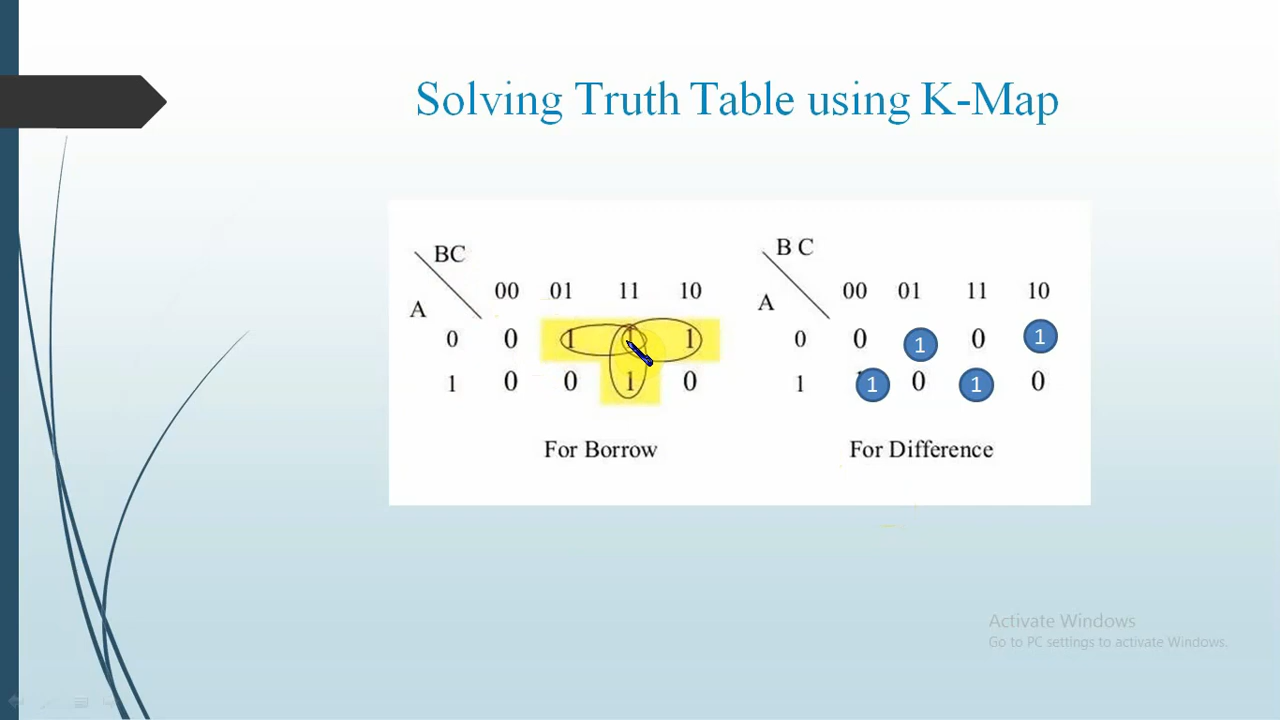 Solving Truth Table using K-Map
BC
A
00 01 11 10
0 0 1 1 1
1 0 0 1 0
For Borrow
B C
A
00 01 11 10
0 0 1 0 1
1 1 0 1 0
For Difference
Activate Windows
Go to PC settings to activate Windows.